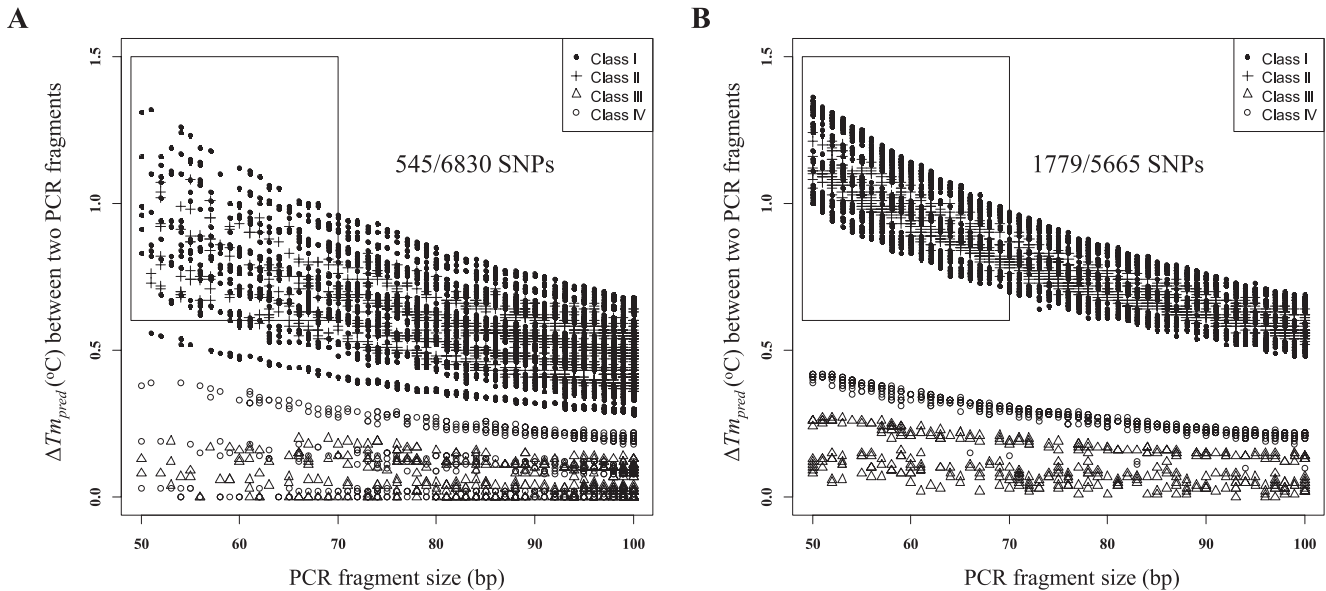 A
1.5
1.0
0.5
0.0
ΔTm_pred (°C) between two PCR fragments
Class I
Class II
Class III
Class IV
545/6830 SNPs
50 60 70 80 90 100
PCR fragment size (bp)
B
1.5
1.0
0.5
0.0
ΔTm_pred (°C) between two PCR fragments
Class I
Class II
Class III
Class IV
1779/5665 SNPs
50 60 70 80 90 100
PCR fragment size (bp)